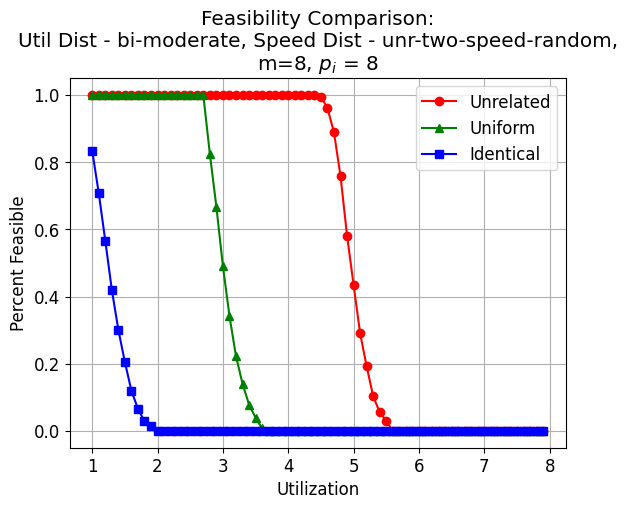 Feasibility Comparison:
Util Dist - bi-moderate, Speed Dist - unr-two-speed-random,
m=8, $p_i$ = 8
Unrelated
Uniform
Identical
Percent Feasible
1.0
0.8
0.6
0.4
0.2
0.0
1 2 3 4 5 6 7 8
Utilization